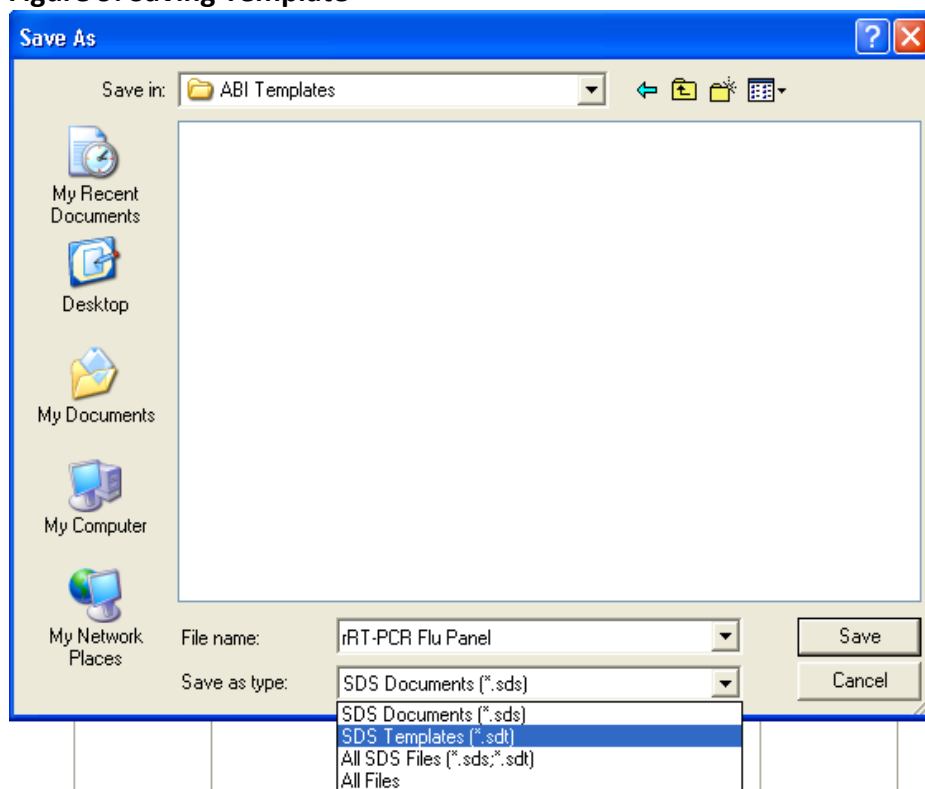 Save As
Save in:
ABI Templates
My Recent
Documents
Desktop
My Documents
My Computer
My Network
Places
File name:
rRT-PCR Flu Panel
Save
Save as type:
SDS Documents (*.sds)
Cancel
SDS Documents (*.sds)
SDS Templates (*.sdt)
All SDS Files (*.sds;*.sdt)
All Files